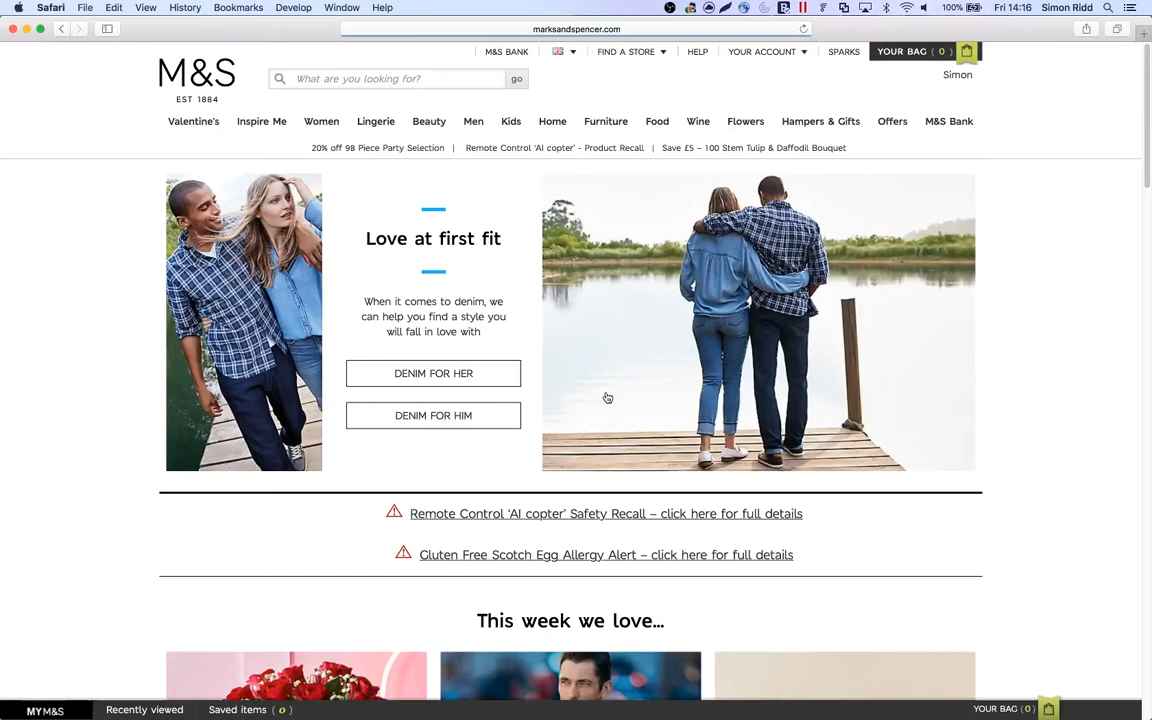 Safari File Edit View History Bookmarks Develop Window Help 100% Fri 14:16 Simon Ridd
marksandspencer.com
M&S BANK FIND A STORE HELP YOUR ACCOUNT SPARKS YOUR BAG ( 0 )
M&S
EST 1884
What are you looking for? go
Simon
Valentine's Inspire Me Women Lingerie Beauty Men Kids Home Furniture Food Wine Flowers Hampers & Gifts Offers M&S Bank
20% off 98 Piece Party Selection | Remote Control 'AI copter' - Product Recall | Save £5 – 100 Stem Tulip & Daffodil Bouquet
Love at first fit
When it comes to denim, we
can help you find a style you
will fall in love with
DENIM FOR HER
DENIM FOR HIM
Remote Control 'AI copter' Safety Recall – click here for full details
Gluten Free Scotch Egg Allergy Alert – click here for full details
This week we love...
MYM&S Recently viewed Saved items ( 0 ) YOUR BAG ( 0 )